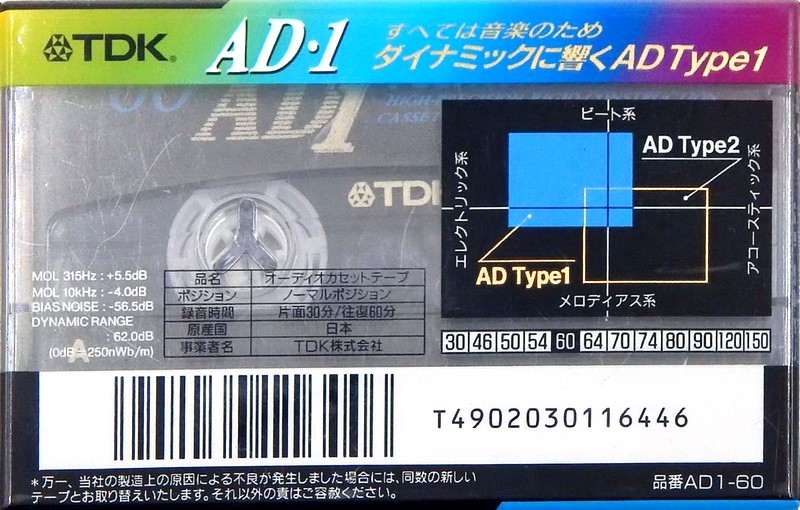 TDK® AD·1 すべては音楽のため
ダイナミックに響くAD Type1
60 AD1
TDK
ビート系
エレクトリック系
アコースティック系
AD Type2
AD Type1
メロディアス系
MOL 315Hz : +5.5dB
MOL 10kHz : -4.0dB
BIAS NOISE : -56.5dB
DYNAMIC RANGE
: 62.0dB
(0dB=250nWb/m)
A
品名 オーディオカセットテープ
ポジション ノーマルポジション
録音時間 片面30分/往復60分
原産国 日本
事業者名 TDK株式会社
30 46 50 54 60 64 70 74 80 90 120 150
T4902030116446
*万一、当社の製造上の原因による不良が発生しました場合には、同数の新しい
テープとお取り替えいたします。それ以外の責はご容赦ください。
品番AD1-60